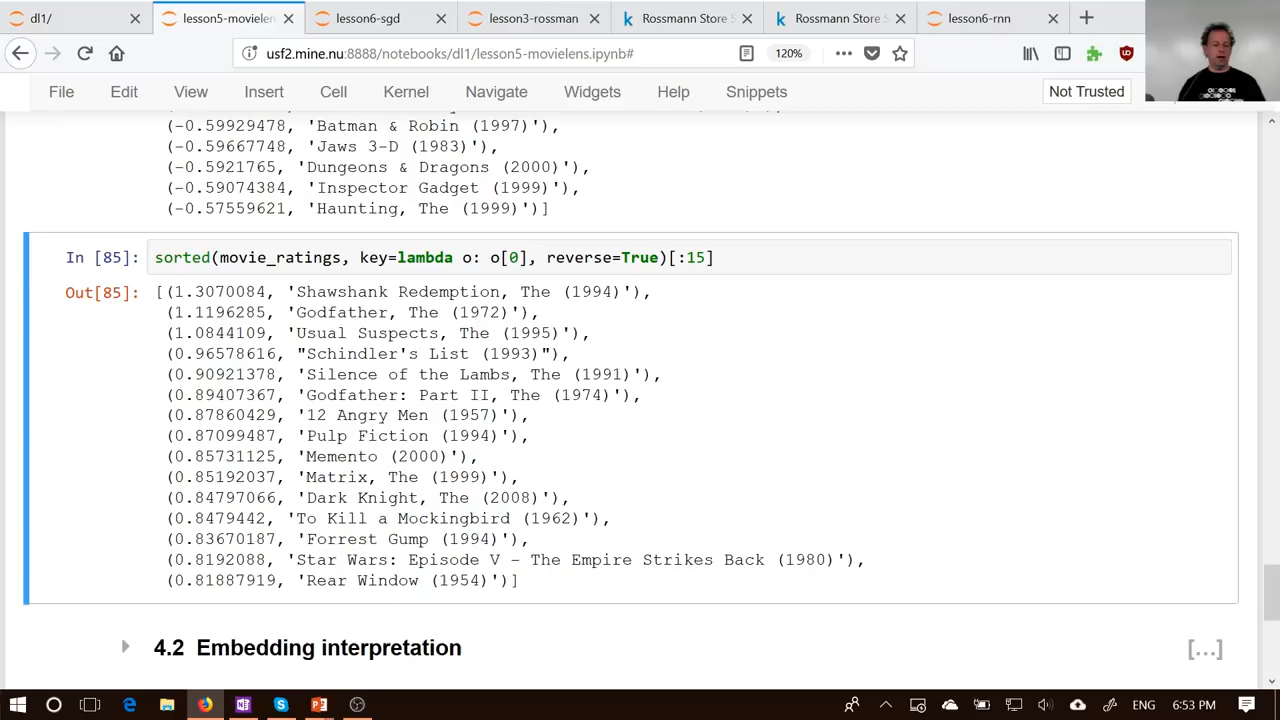 dl1/
lesson5-movielen
lesson6-sgd
lesson3-rossman
Rossmann Store S
Rossmann Store S
lesson6-rnn
usf2.mine.nu:8888/notebooks/dl1/lesson5-movielens.ipynb#
120%
File Edit View Insert Cell Kernel Navigate Widgets Help Snippets
Not Trusted
(-0.59929478, 'Batman & Robin (1997)'),
(-0.59667748, 'Jaws 3-D (1983)'),
(-0.5921765, 'Dungeons & Dragons (2000)'),
(-0.59074384, 'Inspector Gadget (1999)'),
(-0.57559621, 'Haunting, The (1999)')]
In [85]: sorted(movie_ratings, key=lambda o: o[0], reverse=True)[:15]
Out[85]: [(1.3070084, 'Shawshank Redemption, The (1994)'),
(1.1196285, 'Godfather, The (1972)'),
(1.0844109, 'Usual Suspects, The (1995)'),
(0.96578616, "Schindler's List (1993)"),
(0.90921378, 'Silence of the Lambs, The (1991)'),
(0.89407367, 'Godfather: Part II, The (1974)'),
(0.87860429, '12 Angry Men (1957)'),
(0.87099487, 'Pulp Fiction (1994)'),
(0.85731125, 'Memento (2000)'),
(0.85192037, 'Matrix, The (1999)'),
(0.84797066, 'Dark Knight, The (2008)'),
(0.8479442, 'To Kill a Mockingbird (1962)'),
(0.83670187, 'Forrest Gump (1994)'),
(0.8192088, 'Star Wars: Episode V - The Empire Strikes Back (1980)'),
(0.81887919, 'Rear Window (1954)')]
4.2 Embedding interpretation
[...]
ENG 6:53 PM